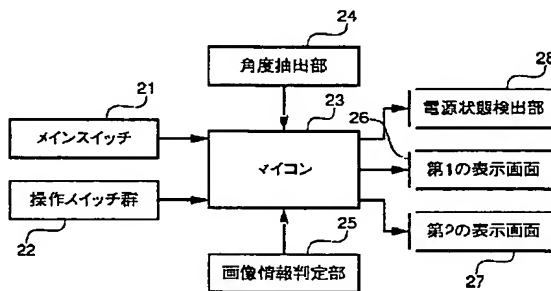 24
角度抽出部
28
21
23
電源状態検出部
メインスイッチ
26
マイコン
第1の表示画面
操作スイッチ群
22
25
第2の表示画面
画像情報判定部
27